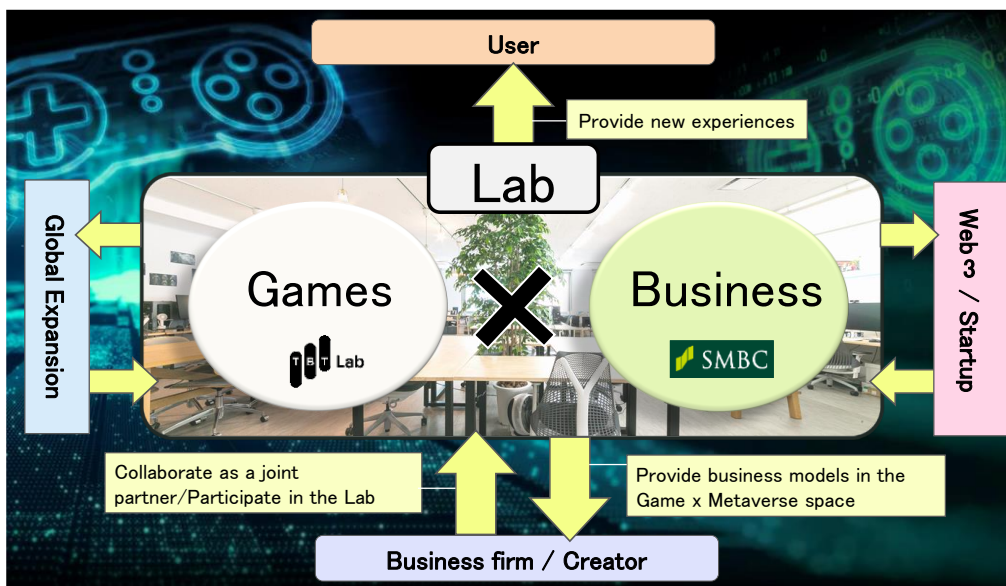 User
Provide new experiences
Lab
Global Expansion
Games
TBT Lab
Business
SMBC
Web3 / Startup
Collaborate as a joint
partner/Participate in the Lab
Provide business models in the
Game x Metaverse space
Business firm / Creator